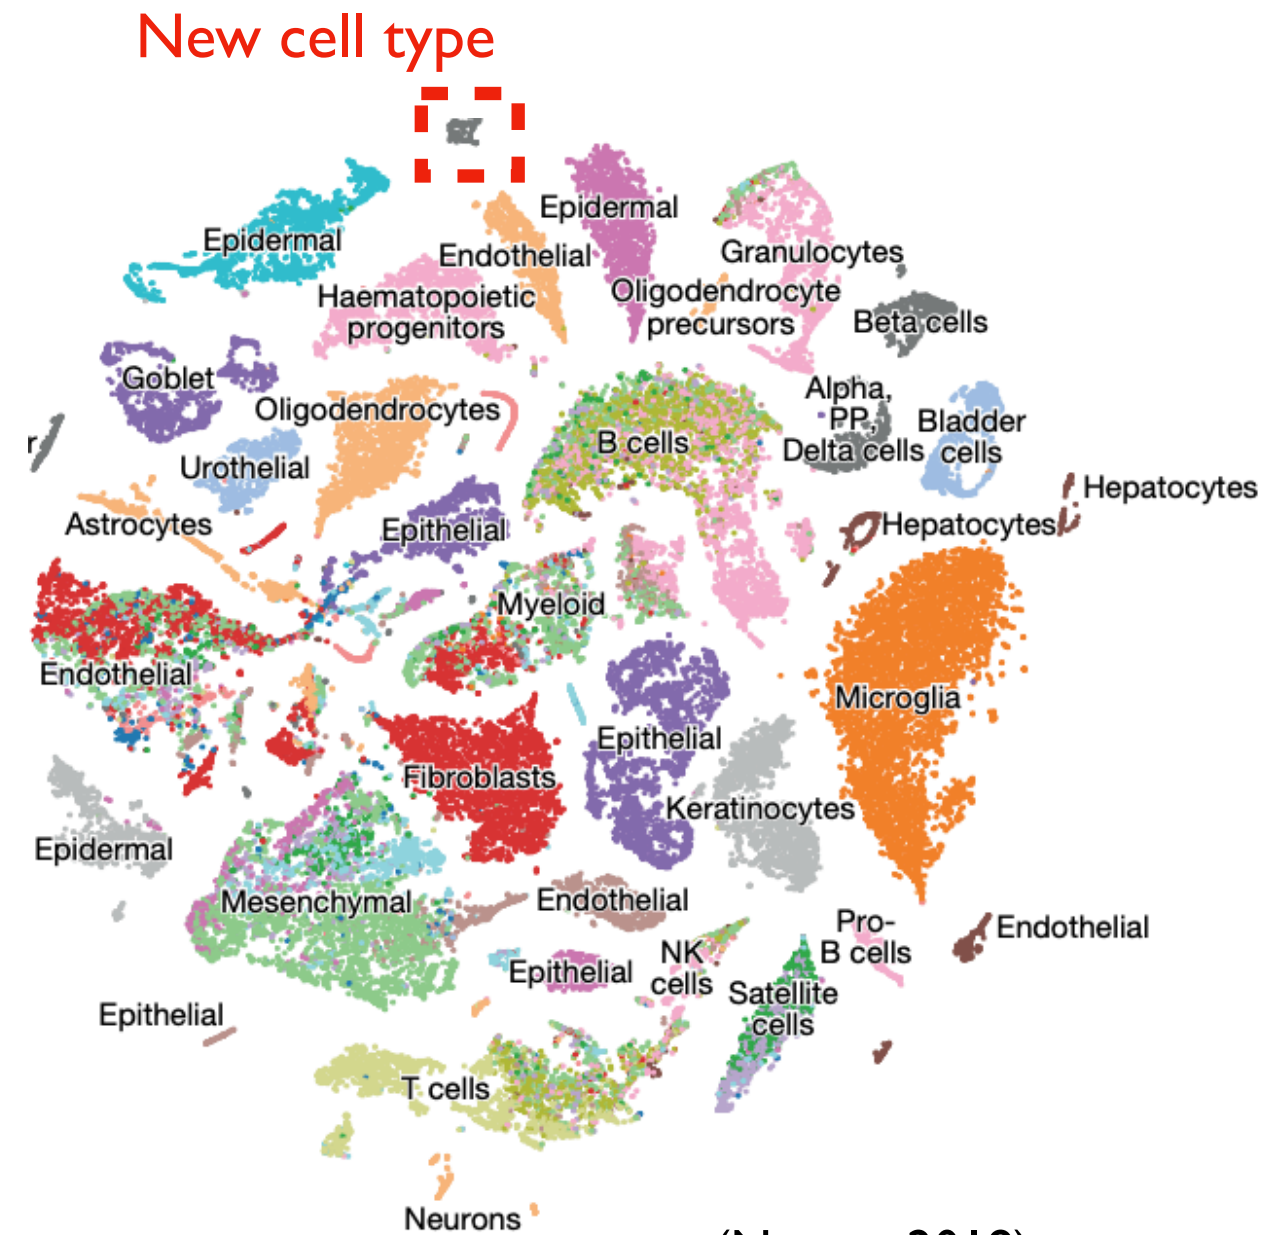 New cell type
Epidermal
Epidermal
Endothelial
Granulocytes
Haematopoietic
progenitors
Oligodendrocyte
precursors
Beta cells
Goblet
Oligodendrocytes
B cells
Alpha,
PP,
Delta cells
Bladder
cells
Urothelial
Hepatocytes
Astrocytes
Epithelial
Hepatocytes
Myeloid
Endothelial
Microglia
Epithelial
Fibroblasts
Keratinocytes
Epidermal
Mesenchymal
Endothelial
Pro-
B cells
Endothelial
NK
cells
Epithelial
Satellite
cells
Epithelial
T cells
Neurons